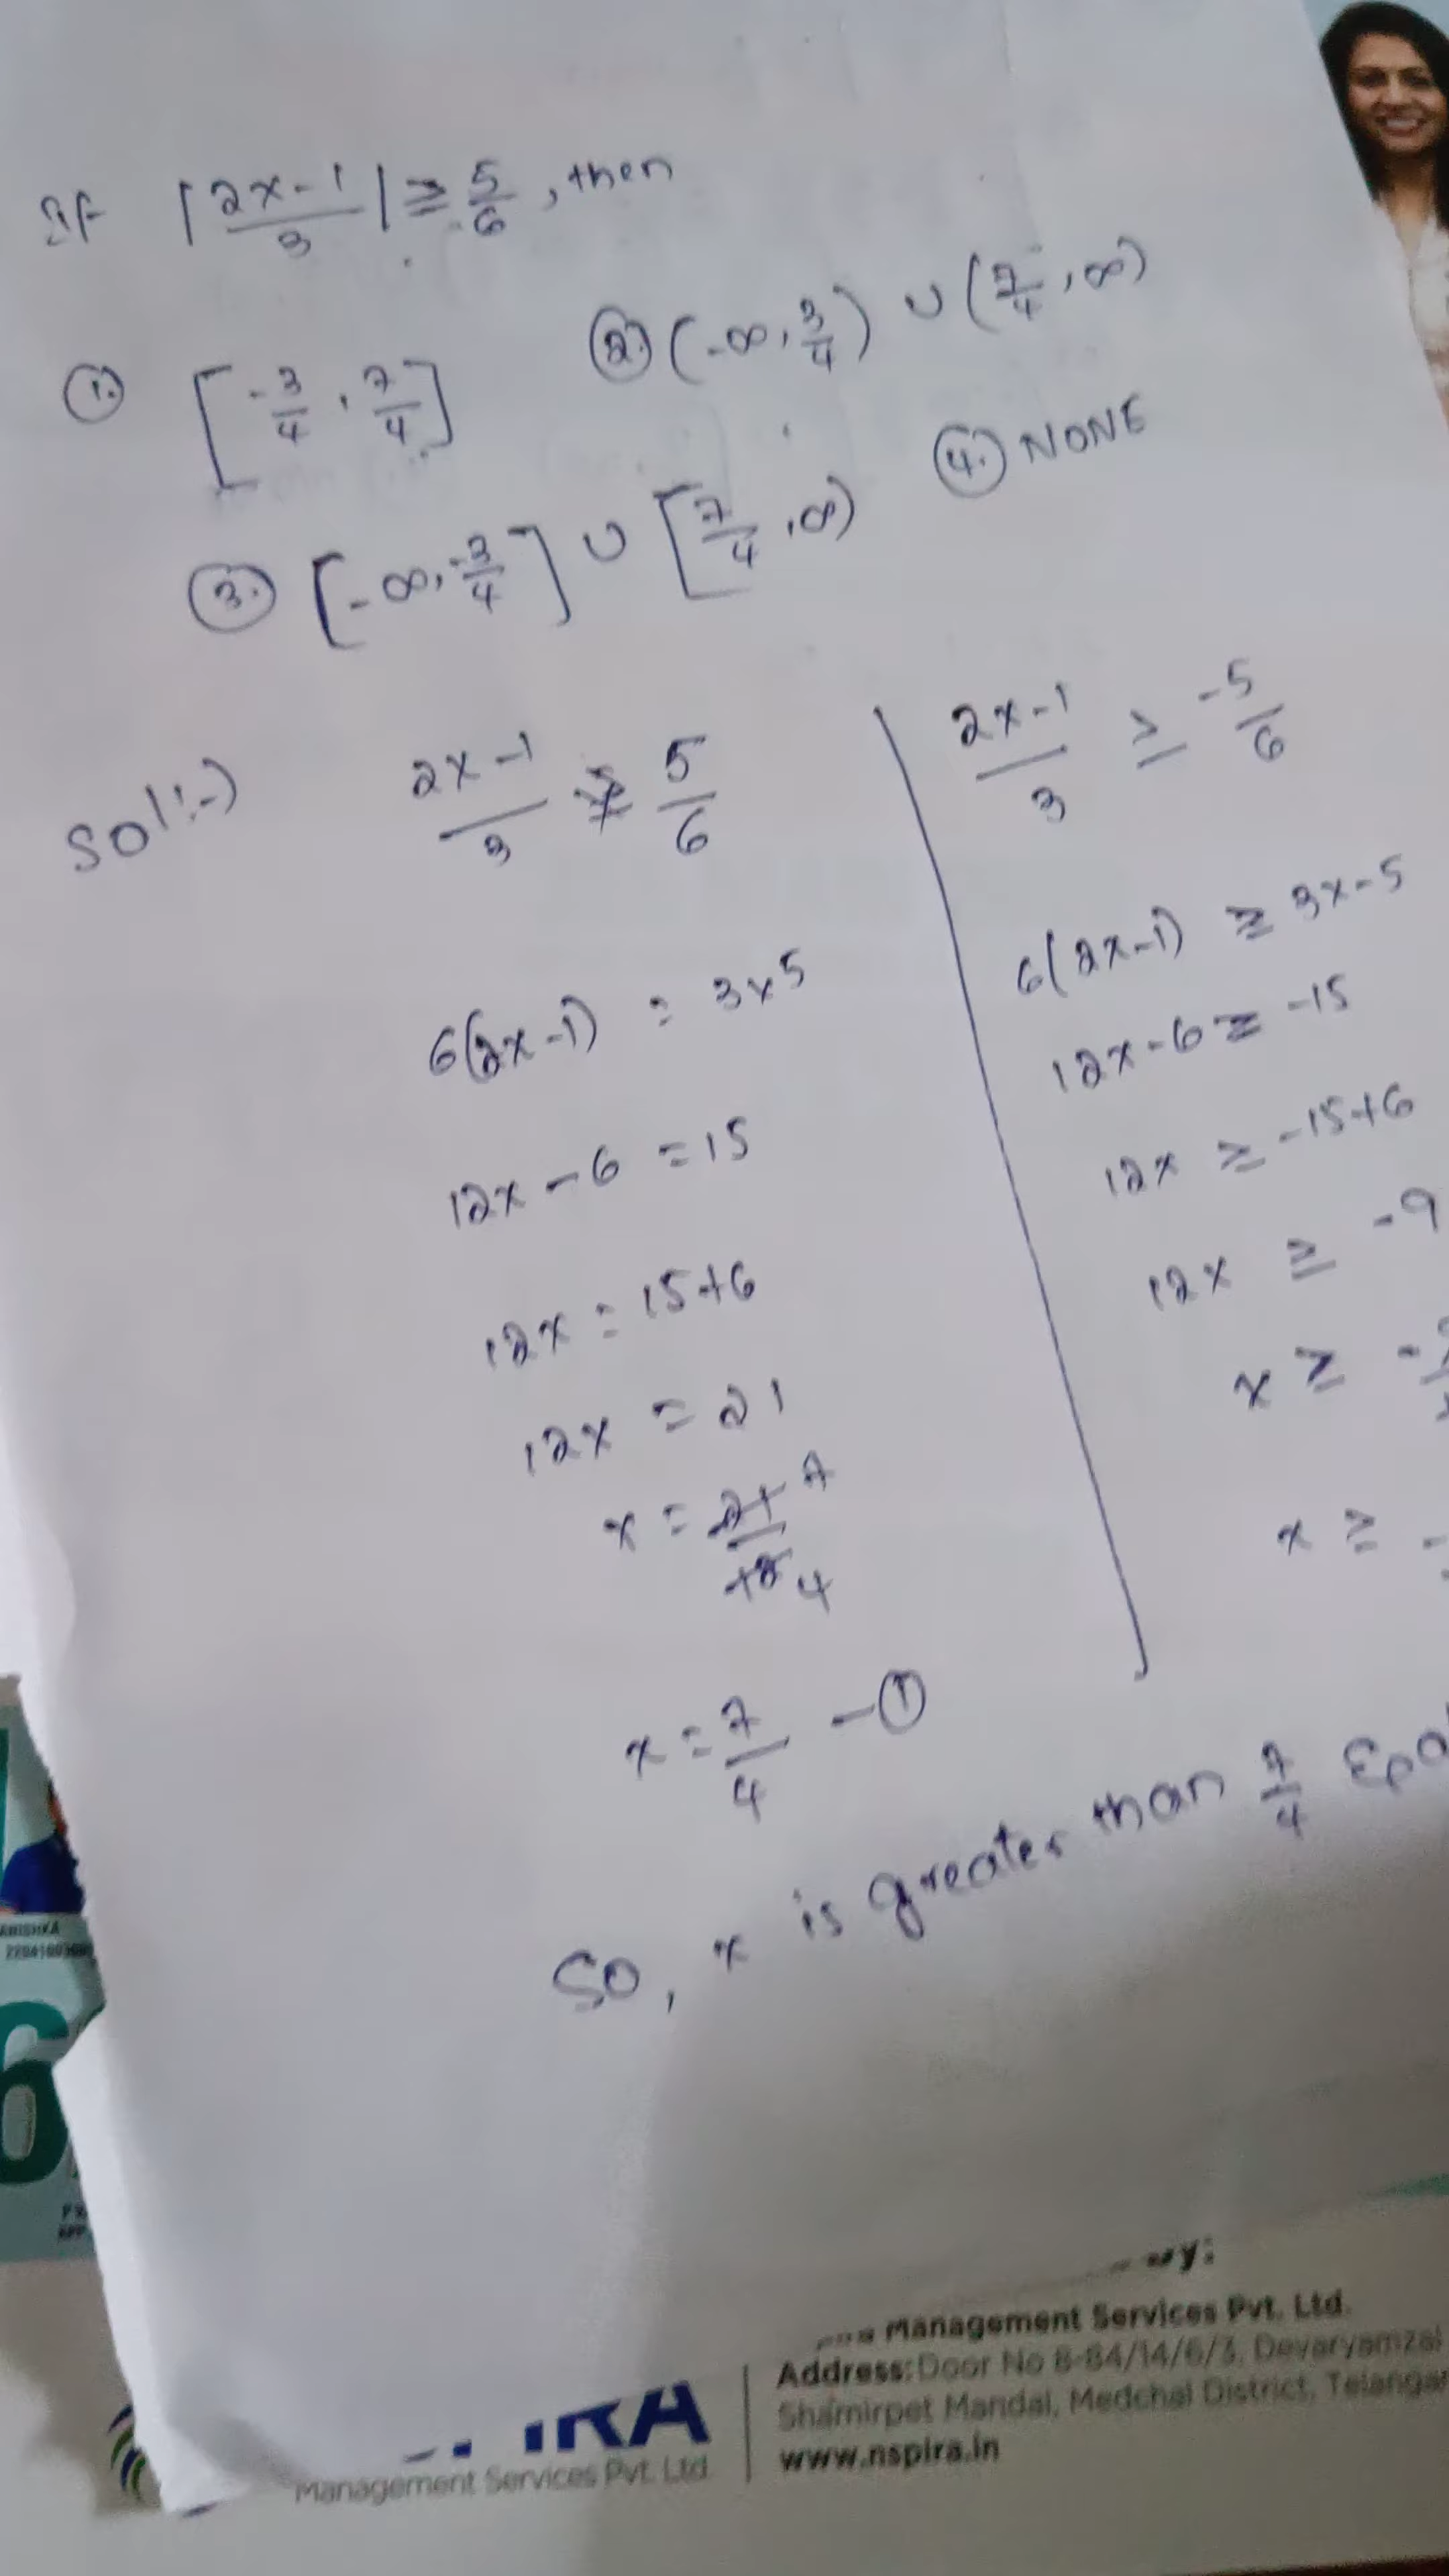 If |2x-1/3| ≥ 5/6, then
① [-3/4, 7/4] ② (-∞, 3/4) ∪ (7/4, ∞)
③ [-∞, -3/4] ∪ [7/4, ∞) ④ NONE
Sol:-)
2x-1/3 ≥ 5/6
6(2x-1) = 3x5
12x-6 = 15
12x = 15+6
12x = 21
x = 21/12 7/4
x = 7/4 -①
2x-1/3 ≥ -5/6
6(2x-1) ≥ 3x-5
12x-6 ≥ -15
12x ≥ -15+6
12x ≥ -9
x ≥ -
x ≥ -
So, x is greater than 7/4
Management Services Pvt. Ltd.
Address: Door No 8-84/14/6/3, Devaryamzal
Shamirpet Mandal, Medchal District, Telangan
www.nspira.in
Management Services Pvt. Ltd.
6